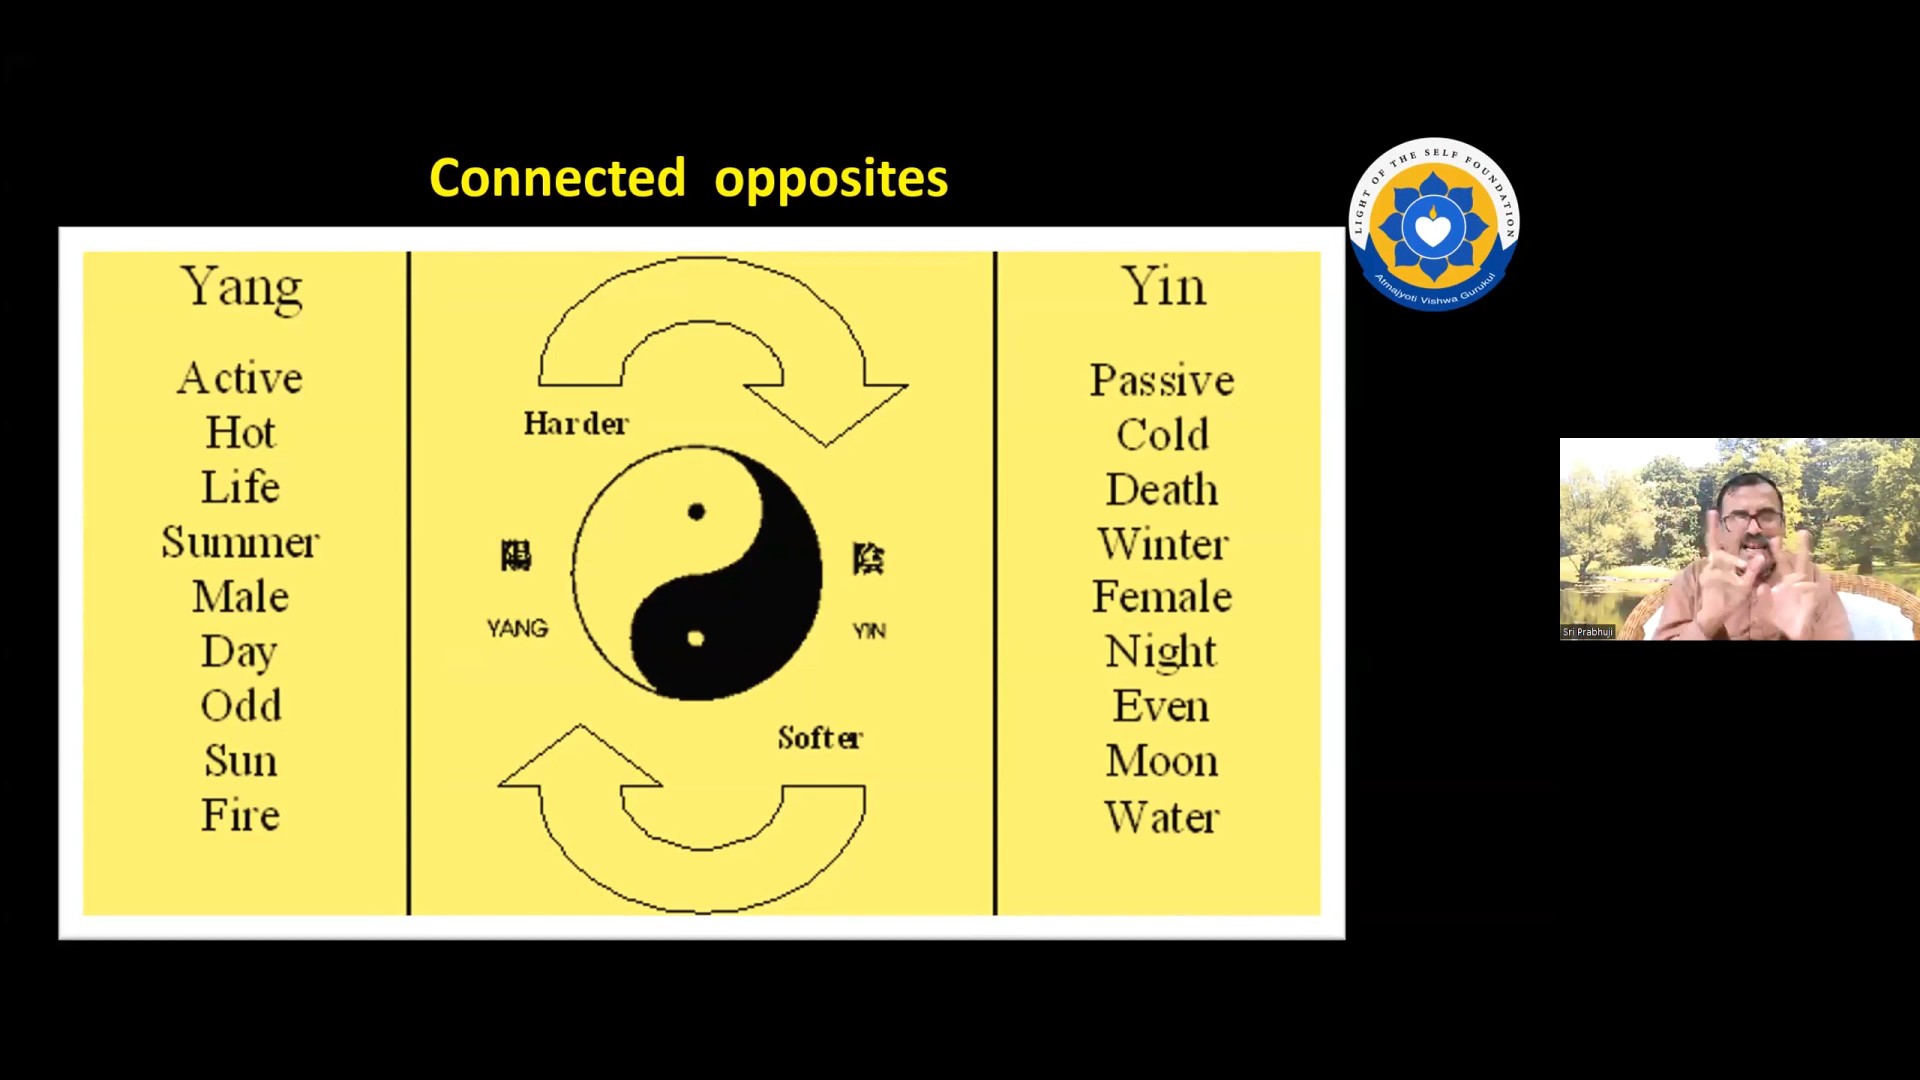 Connected opposites
LIGHT OF THE SELF FOUNDATION
Atmajyoti Vishwa Gurukul
Yang
Active
Hot
Life
Summer
Male
Day
Odd
Sun
Fire
Harder
陽
YANG
陰
YIN
Softer
Yin
Passive
Cold
Death
Winter
Female
Night
Even
Moon
Water
Sri Prabhuji